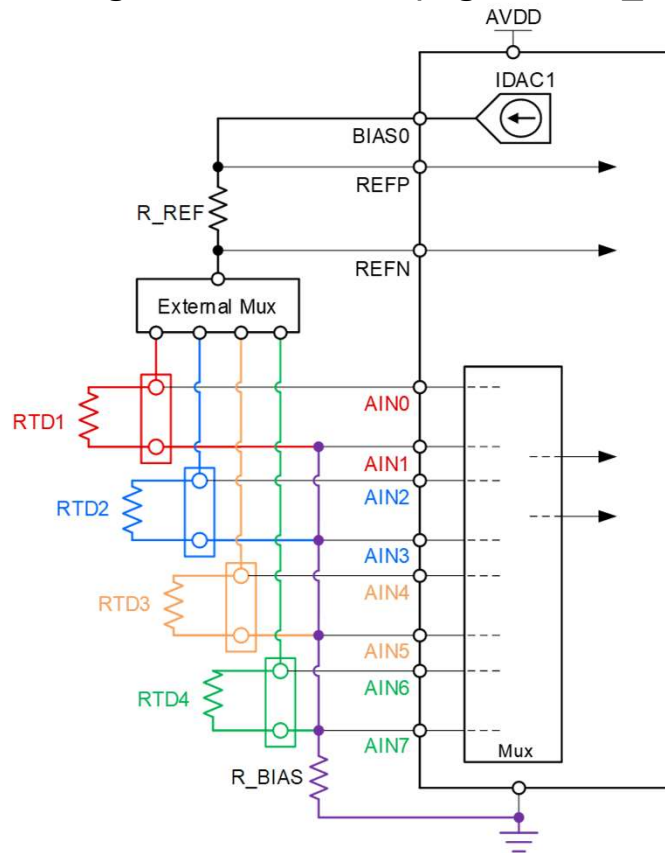 AVDD
IDAC1
BIAS0
REFP
R_REF
REFN
External Mux
AIN0
RTD1
AIN1
AIN2
RTD2
AIN3
AIN4
RTD3
AIN5
AIN6
RTD4
AIN7
Mux
R_BIAS